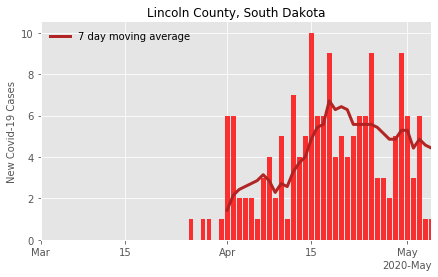 Lincoln County, South Dakota
7 day moving average
New Covid-19 Cases
10
8
6
4
2
0
Mar
15
Apr
15
May
2020-May